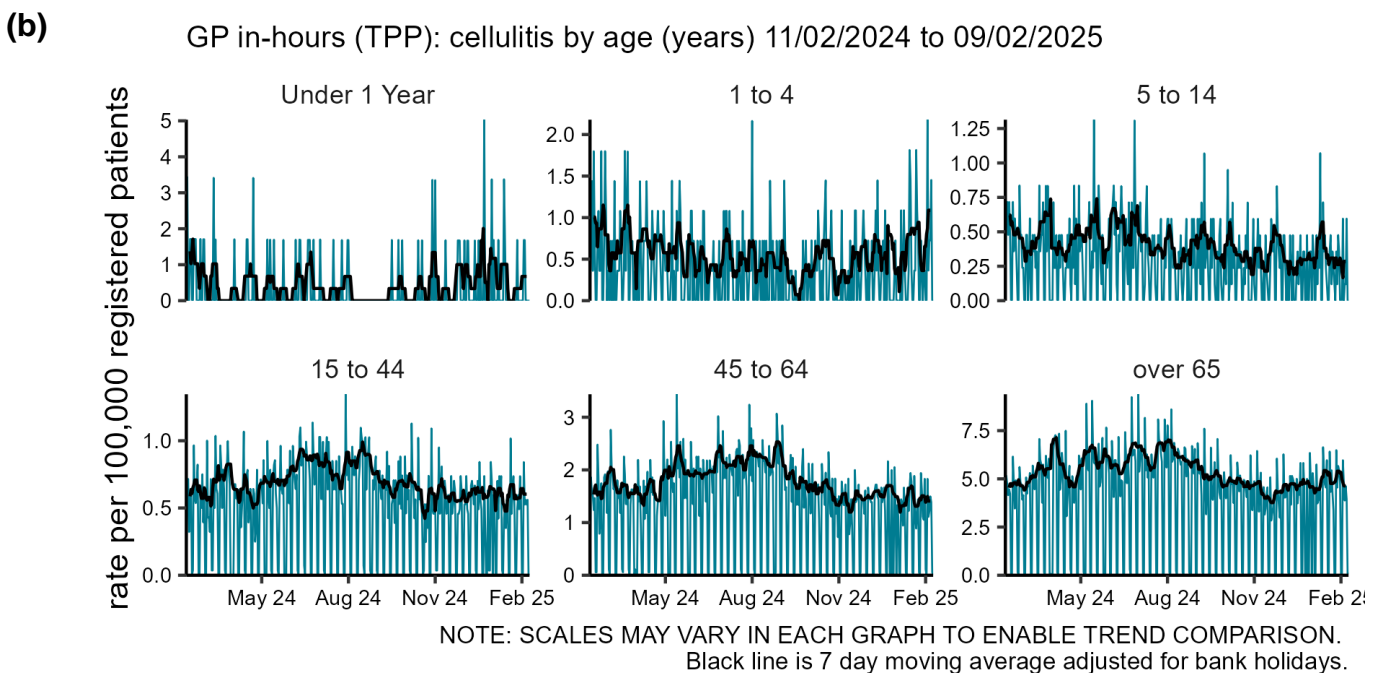 (b)
GP in-hours (TPP): cellulitis by age (years) 11/02/2024 to 09/02/2025
rate per 100,000 registered patients
Under 1 Year
5
4
3
2
1
0
1 to 4
2.0
1.5
1.0
0.5
0.0
5 to 14
1.25
1.00
0.75
0.50
0.25
0.00
15 to 44
1.0
0.5
0.0
May 24 Aug 24 Nov 24 Feb 25
45 to 64
3
2
1
0
May 24 Aug 24 Nov 24 Feb 25
over 65
7.5
5.0
2.5
0.0
May 24 Aug 24 Nov 24 Feb 25
NOTE: SCALES MAY VARY IN EACH GRAPH TO ENABLE TREND COMPARISON.
Black line is 7 day moving average adjusted for bank holidays.